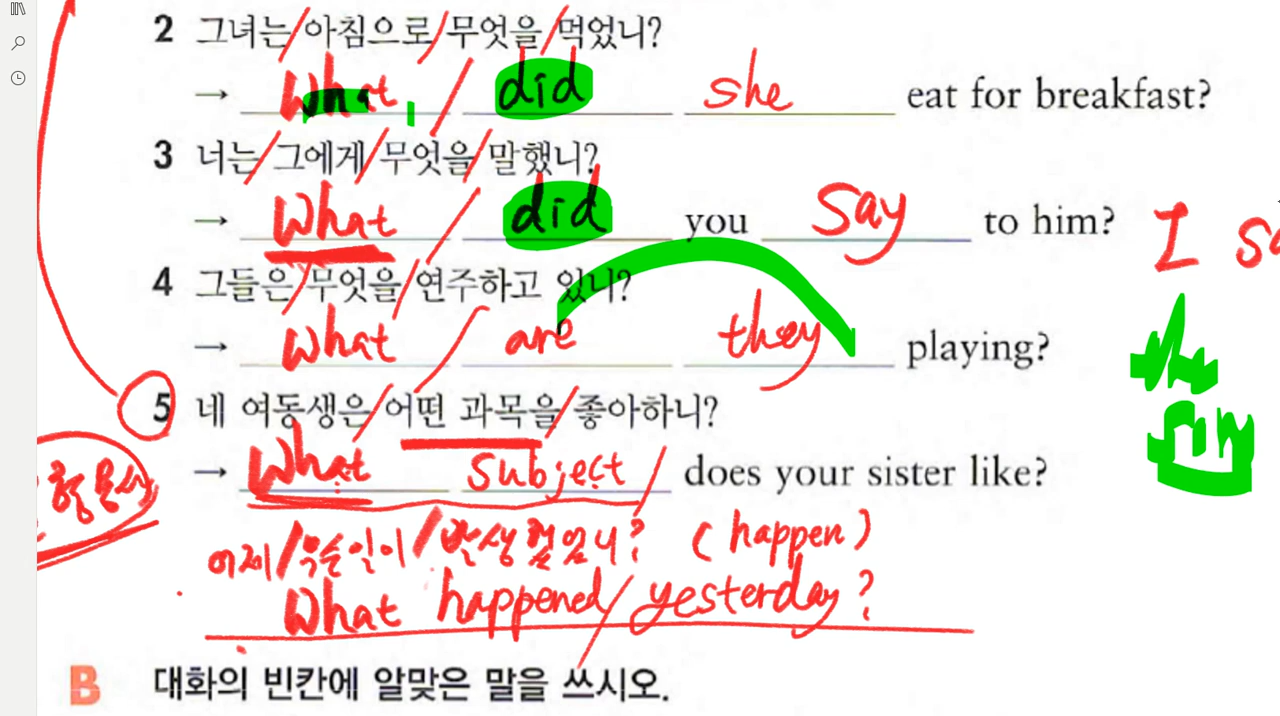 2 그녀는/아침으로/무엇을/먹었니?
→ What did she eat for breakfast?
3 너는/그에게/무엇을/말했니?
→ What did you say to him? I
4 그들은/무엇을/연주하고 있니?
→ What are they playing?
5 네 여동생은/어떤 과목을/좋아하니?
→ What subject / does your sister like?
어제/무슨일이/발생했었니? (happen)
What happened/yesterday?
B 대화의 빈칸에 알맞은 말을 쓰시오.